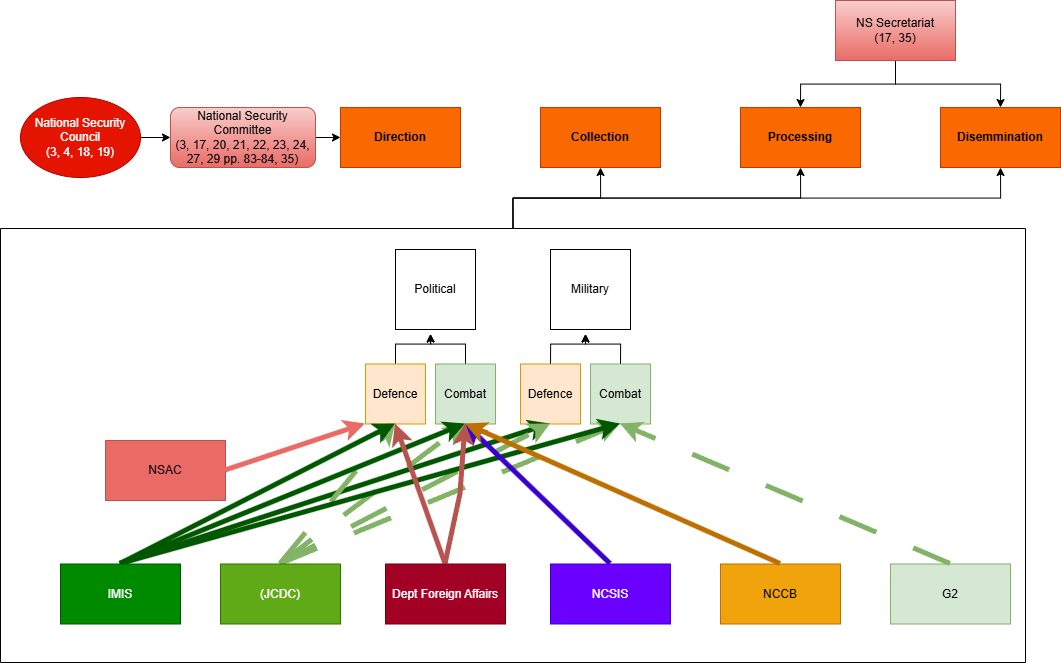 NS Secretariat
(17, 35)
National Security
Council
(3, 4, 18, 19)
National Security
Committee
(3, 17, 20, 21, 22, 23, 24,
27, 29 pp. 83-84, 35)
Direction
Collection
Processing
Disemmination
Political
Military
Defence
Combat
Defence
Combat
NSAC
IMIS
(JCDC)
Dept Foreign Affairs
NCSIS
NCCB
G2